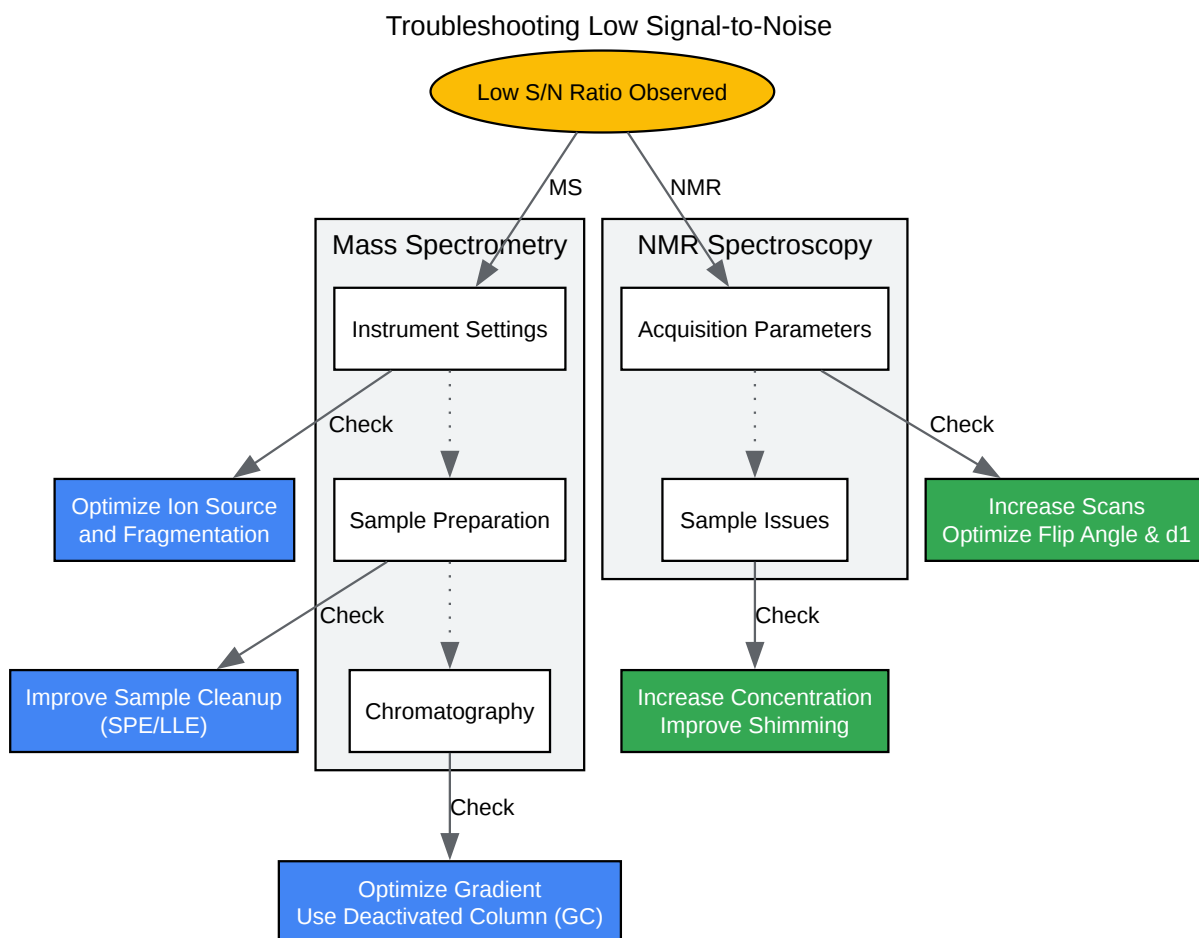 Troubleshooting Low Signal-to-Noise
Low S/N Ratio Observed
MS
NMR
Mass Spectrometry
NMR Spectroscopy
Instrument Settings
Acquisition Parameters
Check
Check
Optimize Ion Source
and Fragmentation
Sample Preparation
Sample Issues
Increase Scans
Optimize Flip Angle & d1
Check
Check
Improve Sample Cleanup
(SPE/LLE)
Chromatography
Increase Concentration
Improve Shimming
Check
Optimize Gradient
Use Deactivated Column (GC)